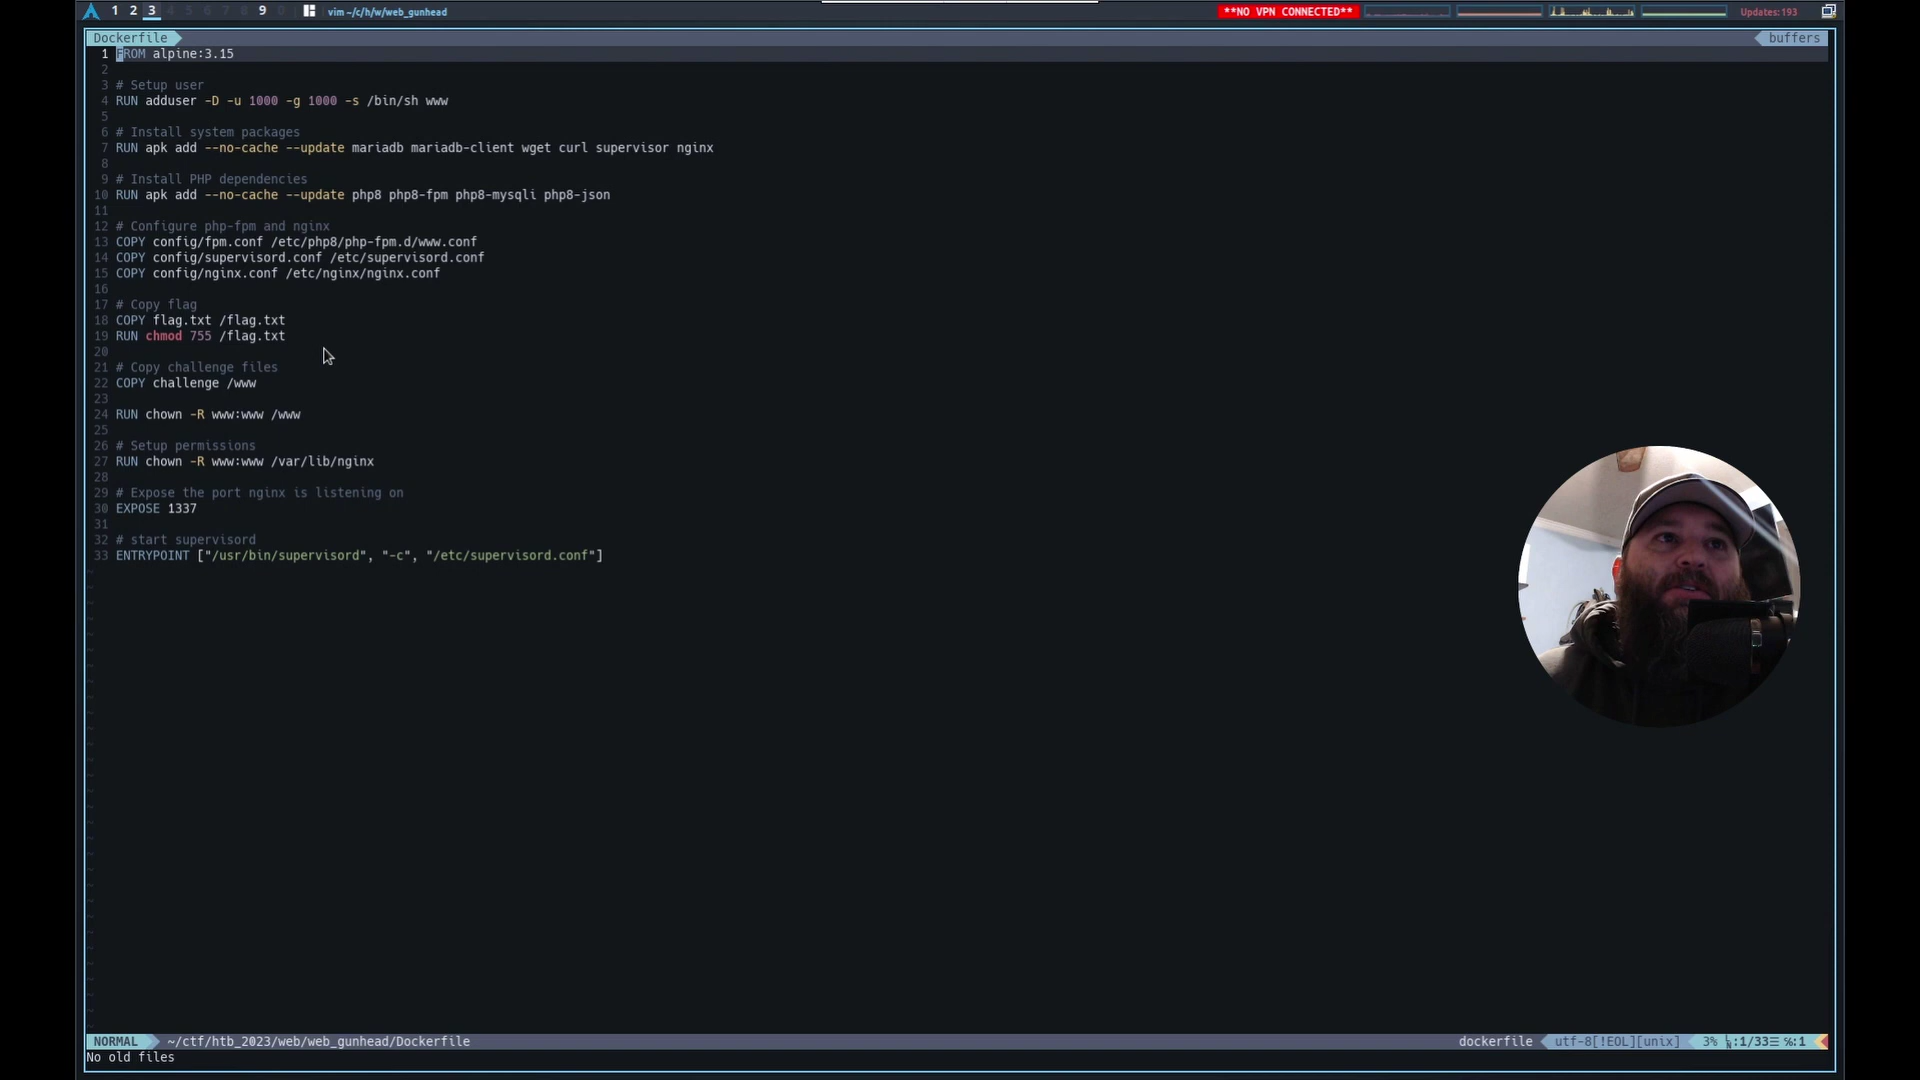 1 2 3 4 5 6 7 8 9 0 vim ~/c/h/w/web_gunhead **NO VPN CONNECTED** Updates:193
Dockerfile buffers
1 FROM alpine:3.15
2
3 # Setup user
4 RUN adduser -D -u 1000 -g 1000 -s /bin/sh www
5
6 # Install system packages
7 RUN apk add --no-cache --update mariadb mariadb-client wget curl supervisor nginx
8
9 # Install PHP dependencies
10 RUN apk add --no-cache --update php8 php8-fpm php8-mysqli php8-json
11
12 # Configure php-fpm and nginx
13 COPY config/fpm.conf /etc/php8/php-fpm.d/www.conf
14 COPY config/supervisord.conf /etc/supervisord.conf
15 COPY config/nginx.conf /etc/nginx/nginx.conf
16
17 # Copy flag
18 COPY flag.txt /flag.txt
19 RUN chmod 755 /flag.txt
20
21 # Copy challenge files
22 COPY challenge /www
23
24 RUN chown -R www:www /www
25
26 # Setup permissions
27 RUN chown -R www:www /var/lib/nginx
28
29 # Expose the port nginx is listening on
30 EXPOSE 1337
31
32 # start supervisord
33 ENTRYPOINT ["/usr/bin/supervisord", "-c", "/etc/supervisord.conf"]
NORMAL ~/ctf/htb_2023/web/web_gunhead/Dockerfile dockerfile utf-8[!EOL][unix] 3% ㏑:1/33☰ ℅:1
No old files